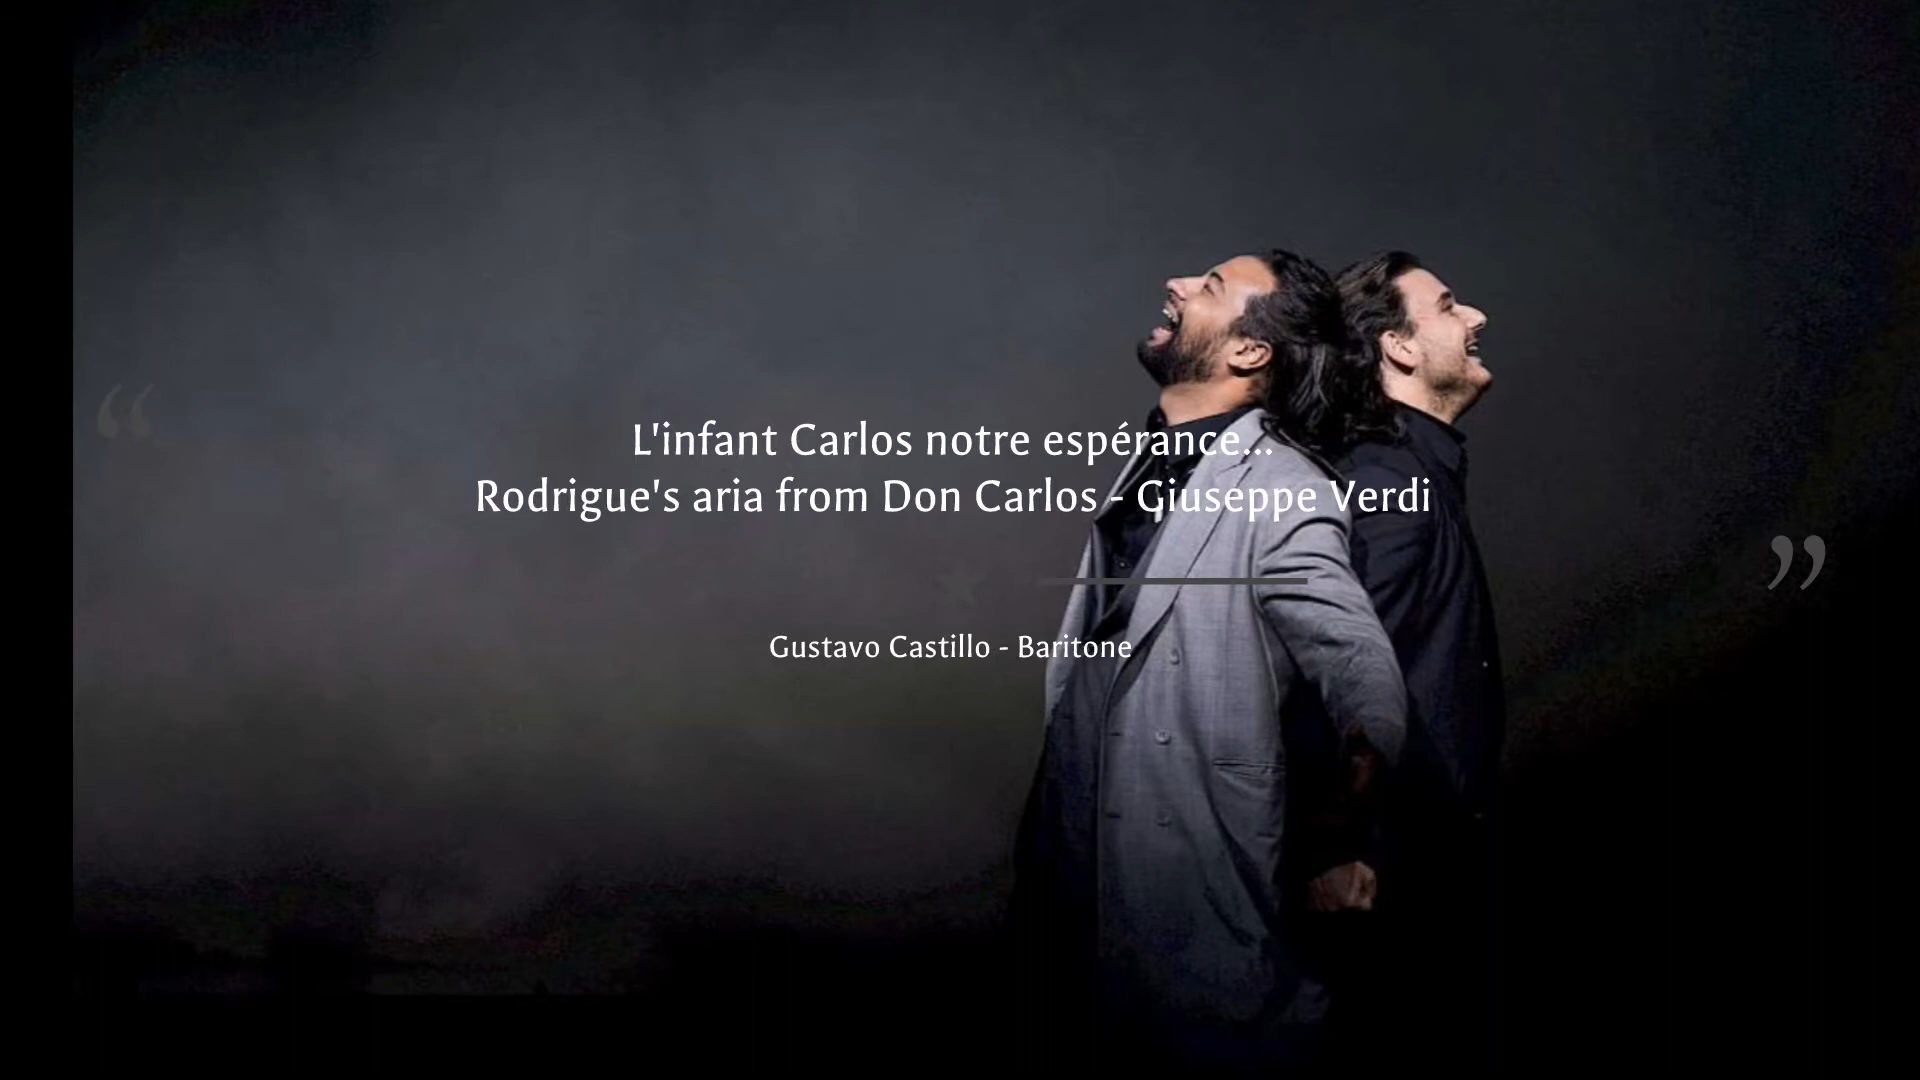 “
L'infant Carlos notre espérance...
Rodrigue's aria from Don Carlos - Giuseppe Verdi
”
Gustavo Castillo - Baritone